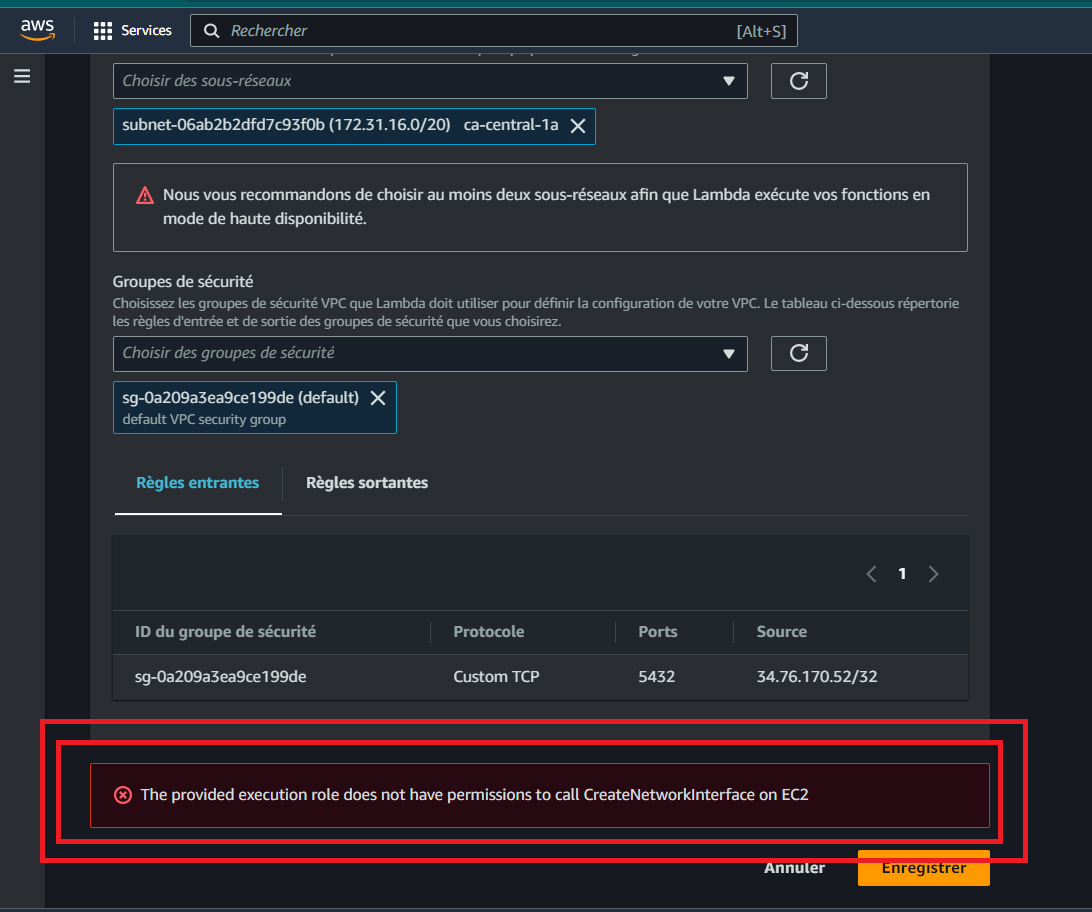 aws
Services
Rechercher
[Alt+S]
Choisir des sous-réseaux
subnet-06ab2b2dfd7c93f0b (172.31.16.0/20) ca-central-1a
Nous vous recommandons de choisir au moins deux sous-réseaux afin que Lambda exécute vos fonctions en
mode de haute disponibilité.
Groupes de sécurité
Choisissez les groupes de sécurité VPC que Lambda doit utiliser pour définir la configuration de votre VPC. Le tableau ci-dessous répertorie
les règles d'entrée et de sortie des groupes de sécurité que vous choisirez.
Choisir des groupes de sécurité
sg-0a209a3ea9ce199de (default)
default VPC security group
Règles entrantes
Règles sortantes
1
ID du groupe de sécurité
Protocole
Ports
Source
sg-0a209a3ea9ce199de
Custom TCP
5432
34.76.170.52/32
The provided execution role does not have permissions to call CreateNetworkInterface on EC2
Annuler
Enregistrer